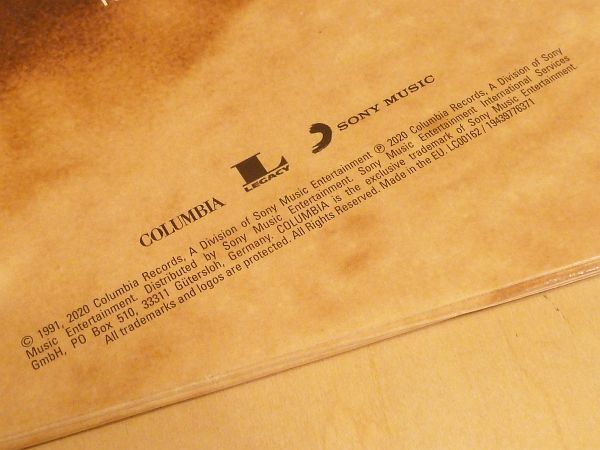 COLUMBIA L LEGACY SONY MUSIC
© 1991, 2020 Columbia Records, A Division of Sony Music Entertainment ℗ 2020 Columbia Records, A Division of Sony
Music Entertainment. Distributed by Sony Music Entertainment. Sony Music Entertainment International Services
GmbH, PO Box 510, 33311 Gütersloh, Germany. COLUMBIA is the exclusive trademark of Sony Music Entertainment.
All trademarks and logos are protected. All Rights Reserved. Made in the EU. LC00162 / 19439776371